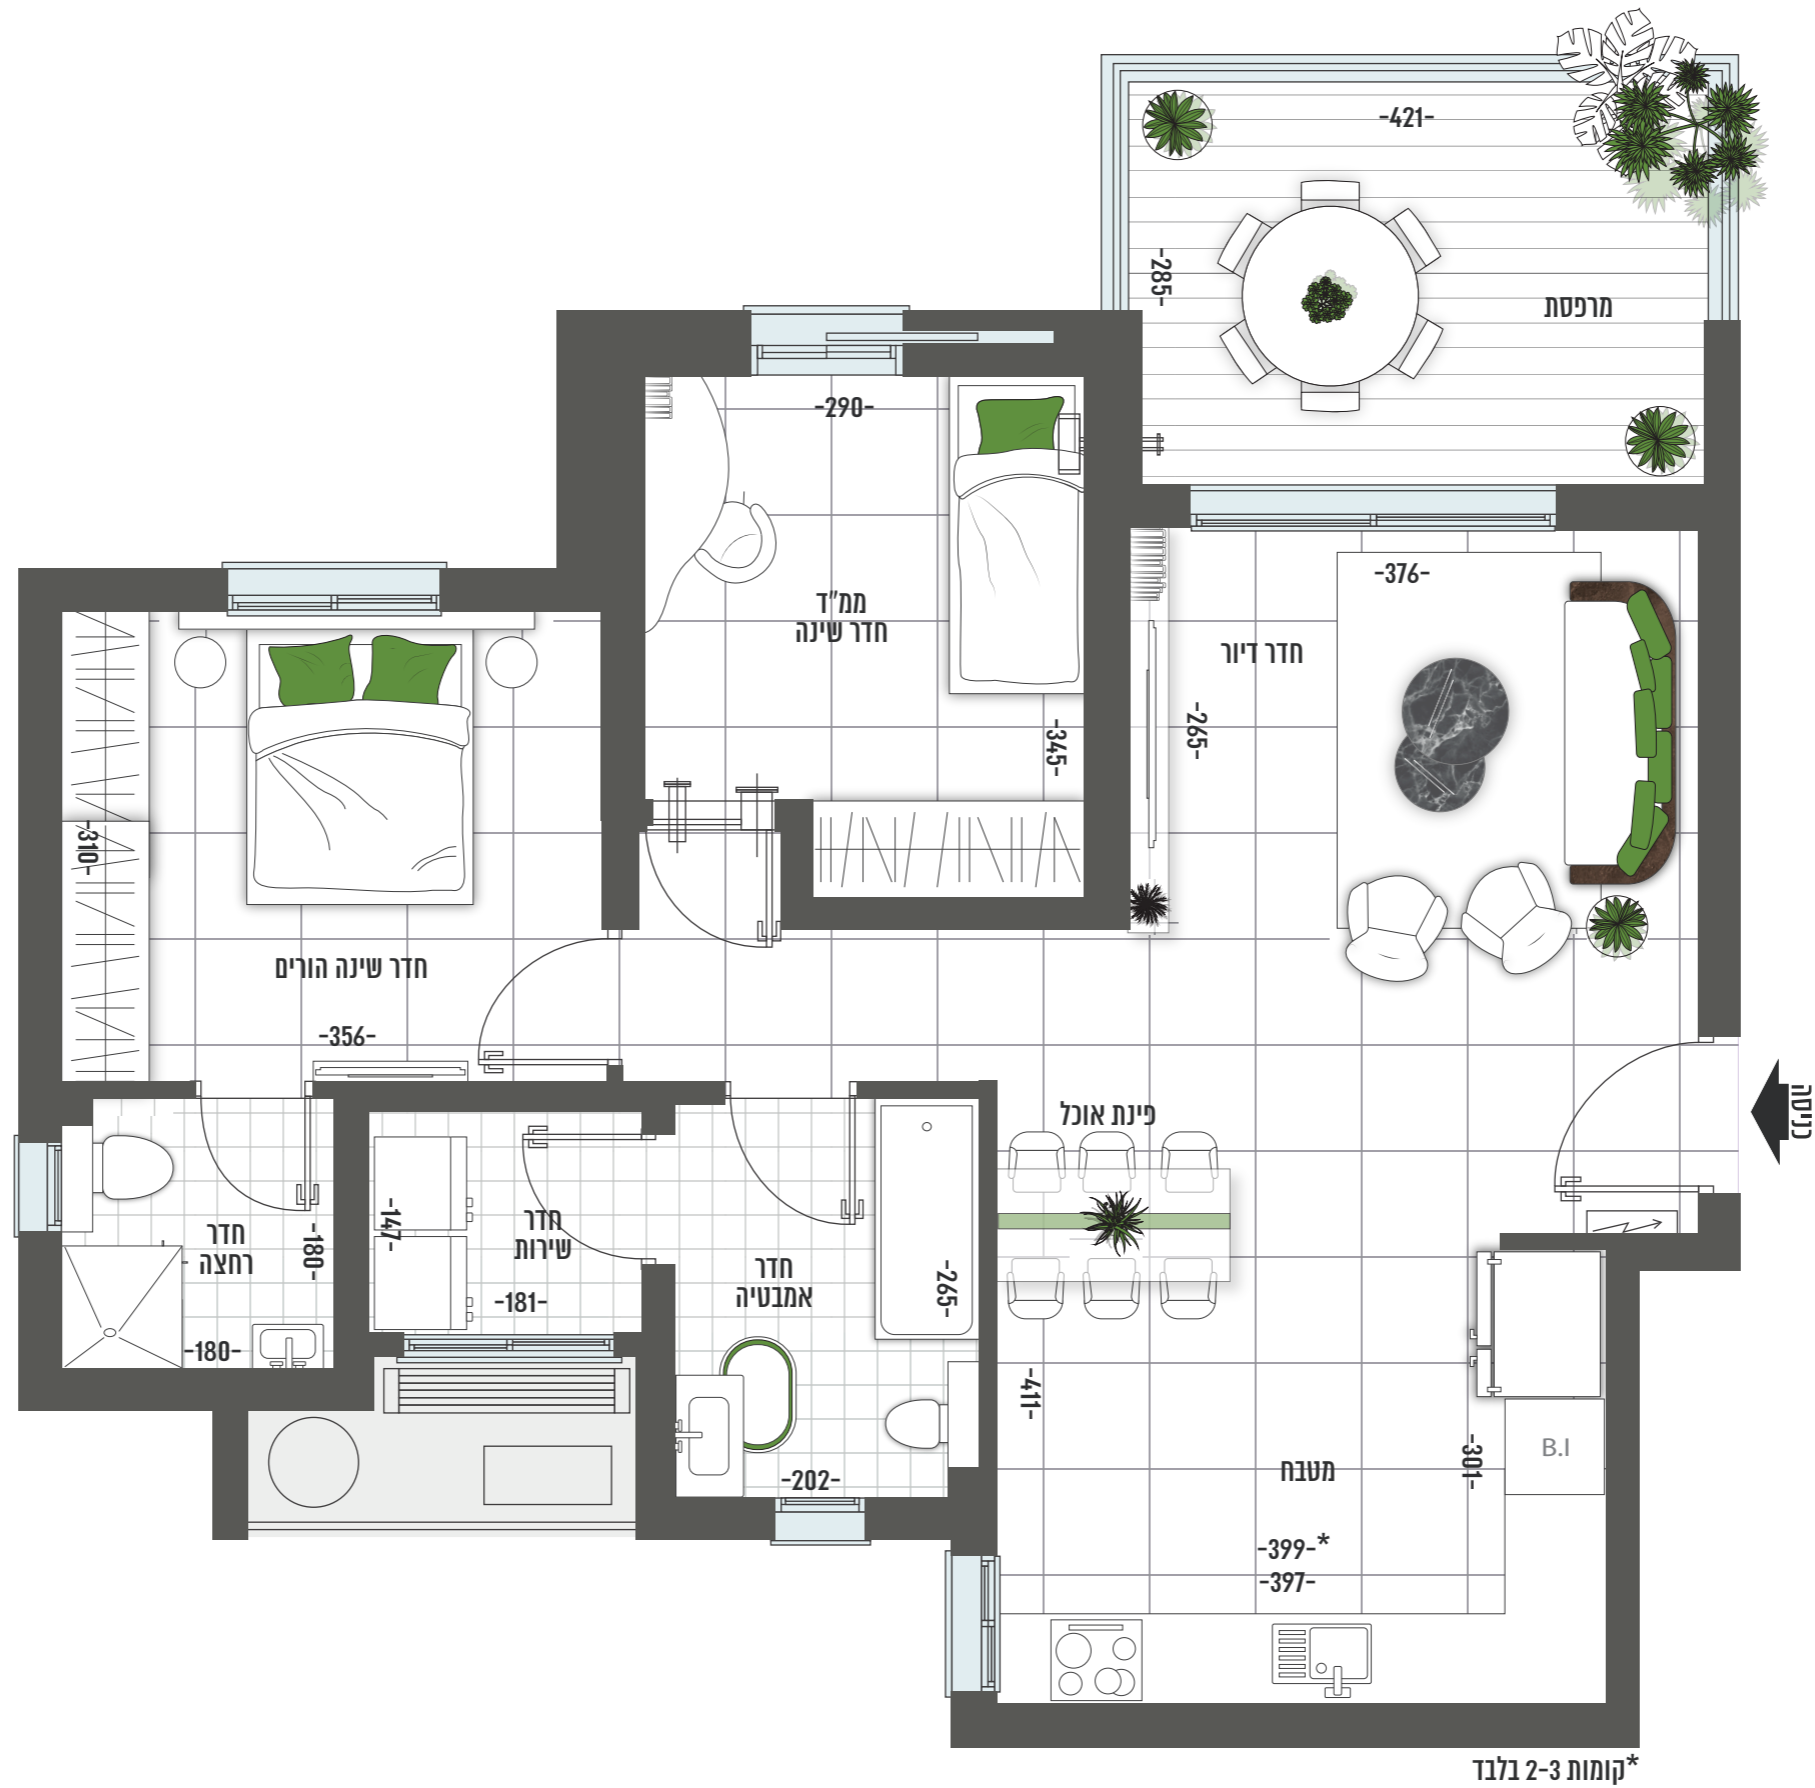 -421-
-285-
מרפסת
-290-
ממ"ד
חדר שינה
-345-
-376-
חדר דיור
-265-
-310-
חדר שינה הורים
-356-
כניסה
פינת אוכל
חדר
רחצה
-180-
-180-
-147-
חדר
שירות
-181-
חדר
אמבטיה
-265-
-202-
-411-
מטבח
-301-
B.I
-399-*
-397-
*קומות 2-3 בלבד